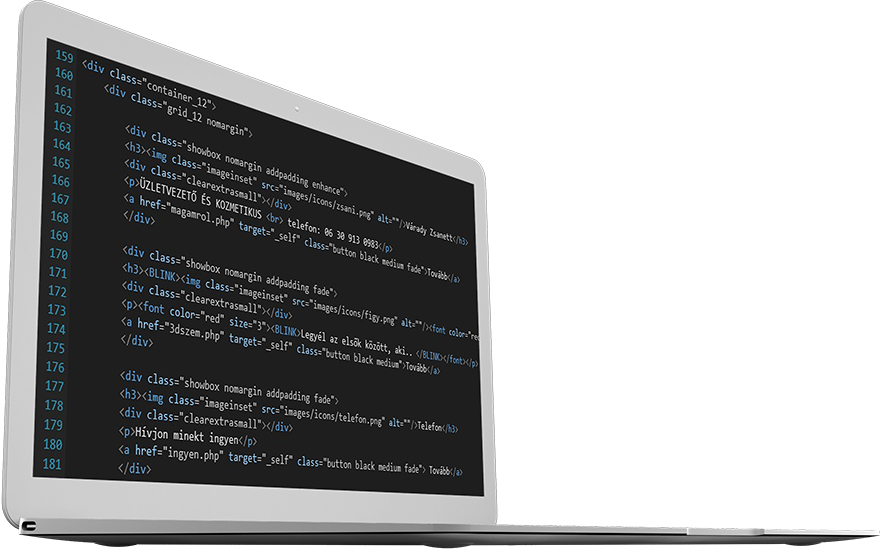 159 <div class="container_12">
160 <div class="grid_12 nomargin">
161
162 <div class="showbox nomargin addpadding enhance">
163 <h3><img class="imageinset" src="images/icons/zsani.png" alt=""/>Várady Zsanett</h3>
164 <div class="clearextrasmall"></div>
165 <p>ÜZLETVEZETŐ ÉS KOZMETIKUS <br> telefon: 06 30 913 0983</p>
166 <a href="magamrol.php" target="_self" class="button black medium fade">Tovább</a>
167 </div>
168
169 <div class="showbox nomargin addpadding fade">
170 <h3><BLINK><img class="imageinset" src="images/icons/figy.png" alt=""/><font color="red
171 <div class="clearextrasmall"></div>
172 <p><font color="red" size="3"><BLINK>Legyél az elsők között, aki.. </BLINK></font></p>
173 <a href="3dszem.php" target="_self" class="button black medium">Tovább</a>
174 </div>
175
176 <div class="showbox nomargin addpadding fade">
177 <h3><img class="imageinset" src="images/icons/telefon.png" alt=""/>Telefon</h3>
178 <div class="clearextrasmall"></div>
179 <p>Hívjon minekt ingyen</p>
180 <a href="ingyen.php" target="_self" class="button black medium fade"> Tovább</a>
181 </div>